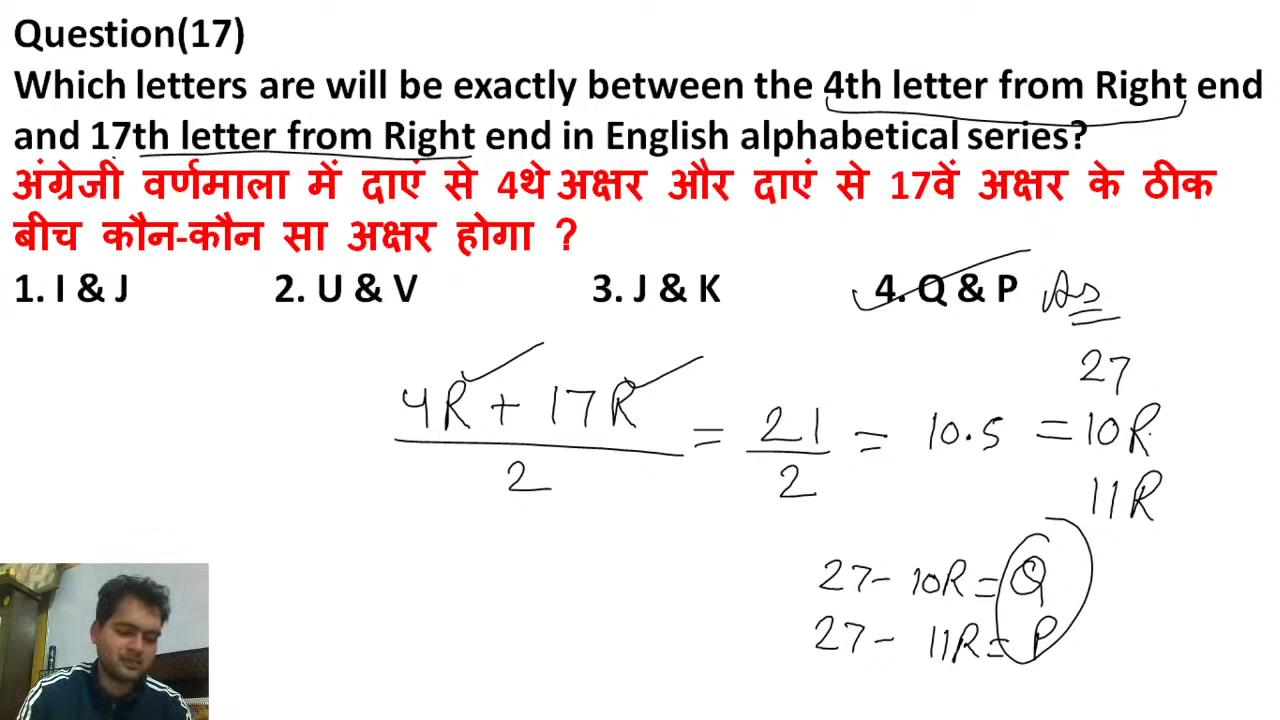 Question(17)
Which letters are will be exactly between the 4th letter from Right end
and 17th letter from Right end in English alphabetical series?
अंग्रेजी वर्णमाला में दाएं से 4थे अक्षर और दाएं से 17वें अक्षर के ठीक
बीच कौन-कौन सा अक्षर होगा ?
1. I & J 2. U & V 3. J & K 4. Q & P As
27
4R + 17R / 2 = 21 / 2 = 10.5 = 10R
11R
27 - 10R = Q
27 - 11R = P